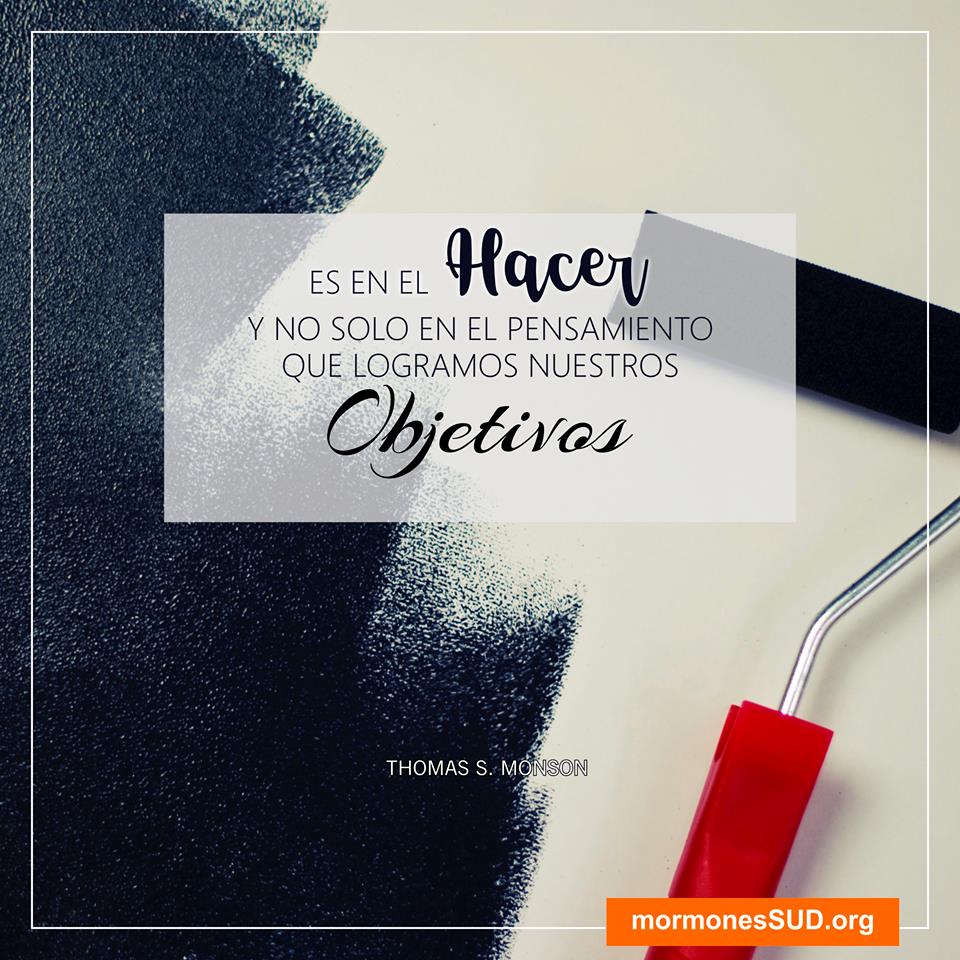 ES EN EL Hacer
Y NO SOLO EN EL PENSAMIENTO
QUE LOGRAMOS NUESTROS
Objetivos
THOMAS S. MONSON
mormonesSUD.org